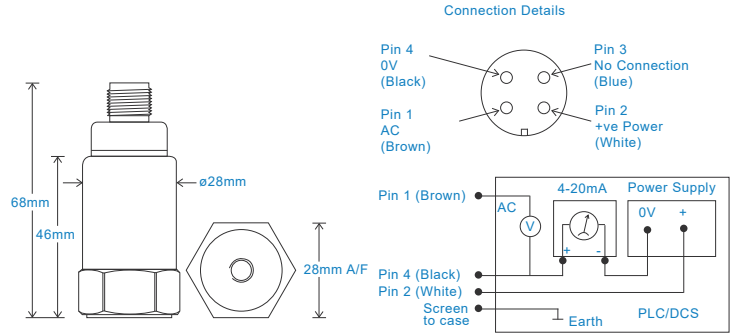 Connection Details
Pin 4
0V
(Black)
Pin 3
No Connection
(Blue)
Pin 1
AC
(Brown)
Pin 2
+ve Power
(White)
68mm
46mm
ø28mm
28mm A/F
Pin 1 (Brown)
AC
V
4-20mA
+ -
Power Supply
0V +
Pin 4 (Black)
Pin 2 (White)
Screen
to case
Earth
PLC/DCS